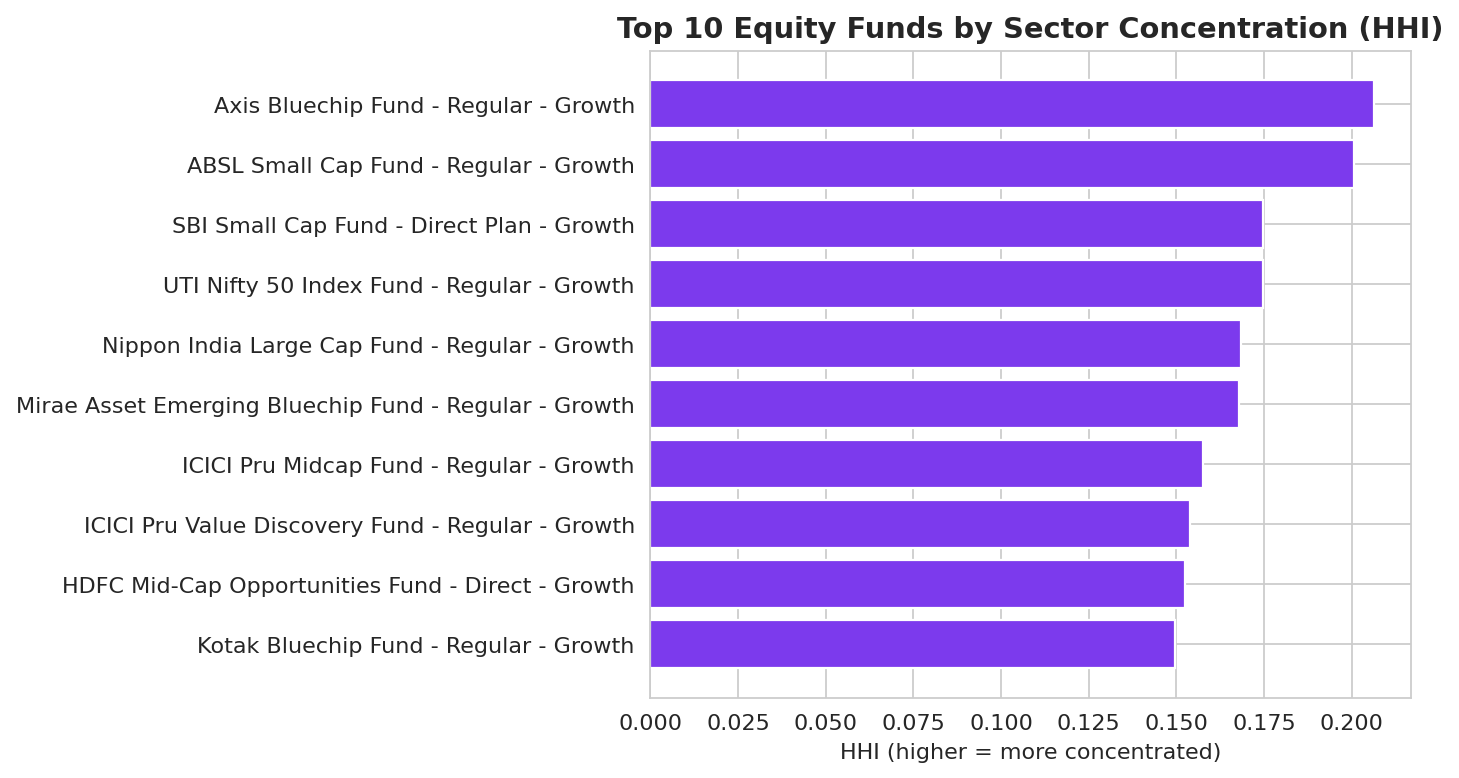 Top 10 Equity Funds by Sector Concentration (HHI)
Axis Bluechip Fund - Regular - Growth
ABSL Small Cap Fund - Regular - Growth
SBI Small Cap Fund - Direct Plan - Growth
UTI Nifty 50 Index Fund - Regular - Growth
Nippon India Large Cap Fund - Regular - Growth
Mirae Asset Emerging Bluechip Fund - Regular - Growth
ICICI Pru Midcap Fund - Regular - Growth
ICICI Pru Value Discovery Fund - Regular - Growth
HDFC Mid-Cap Opportunities Fund - Direct - Growth
Kotak Bluechip Fund - Regular - Growth
0.000 0.025 0.050 0.075 0.100 0.125 0.150 0.175 0.200
HHI (higher = more concentrated)